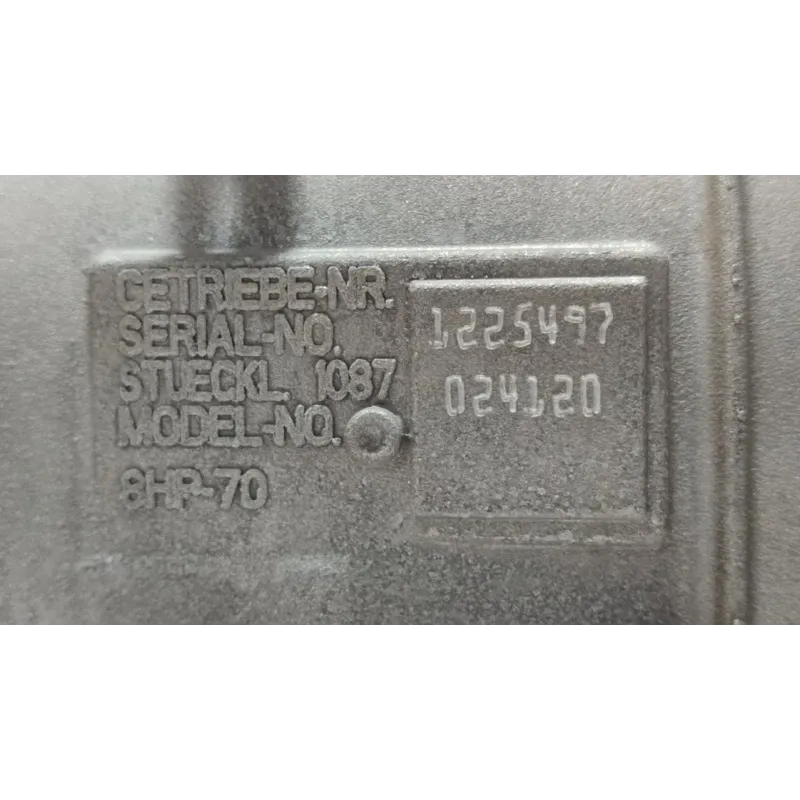 GETRIEBE-NR.
SERIAL-NO. 1225497
STUECKL. 1087
MODEL-NO. 024120
8HP-70